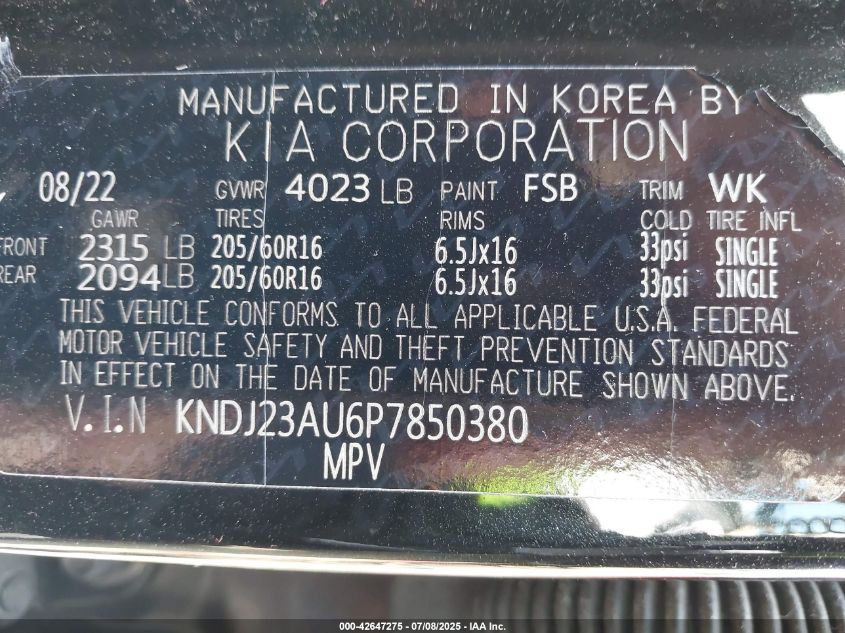 MANUFACTURED IN KOREA BY
KIA CORPORATION
08/22 GVWR 4023 LB PAINT FSB TRIM WK
GAWR TIRES RIMS COLD TIRE INFL
FRONT 2315 LB 205/60R16 6.5Jx16 33psi SINGLE
REAR 2094 LB 205/60R16 6.5Jx16 33psi SINGLE
THIS VEHICLE CONFORMS TO ALL APPLICABLE U.S.A. FEDERAL
MOTOR VEHICLE SAFETY AND THEFT PREVENTION STANDARDS
IN EFFECT ON THE DATE OF MANUFACTURE SHOWN ABOVE.
V.I.N KNDJ23AU6P7850380
MPV
000-42647275 - 07/08/2025 - IAA Inc.